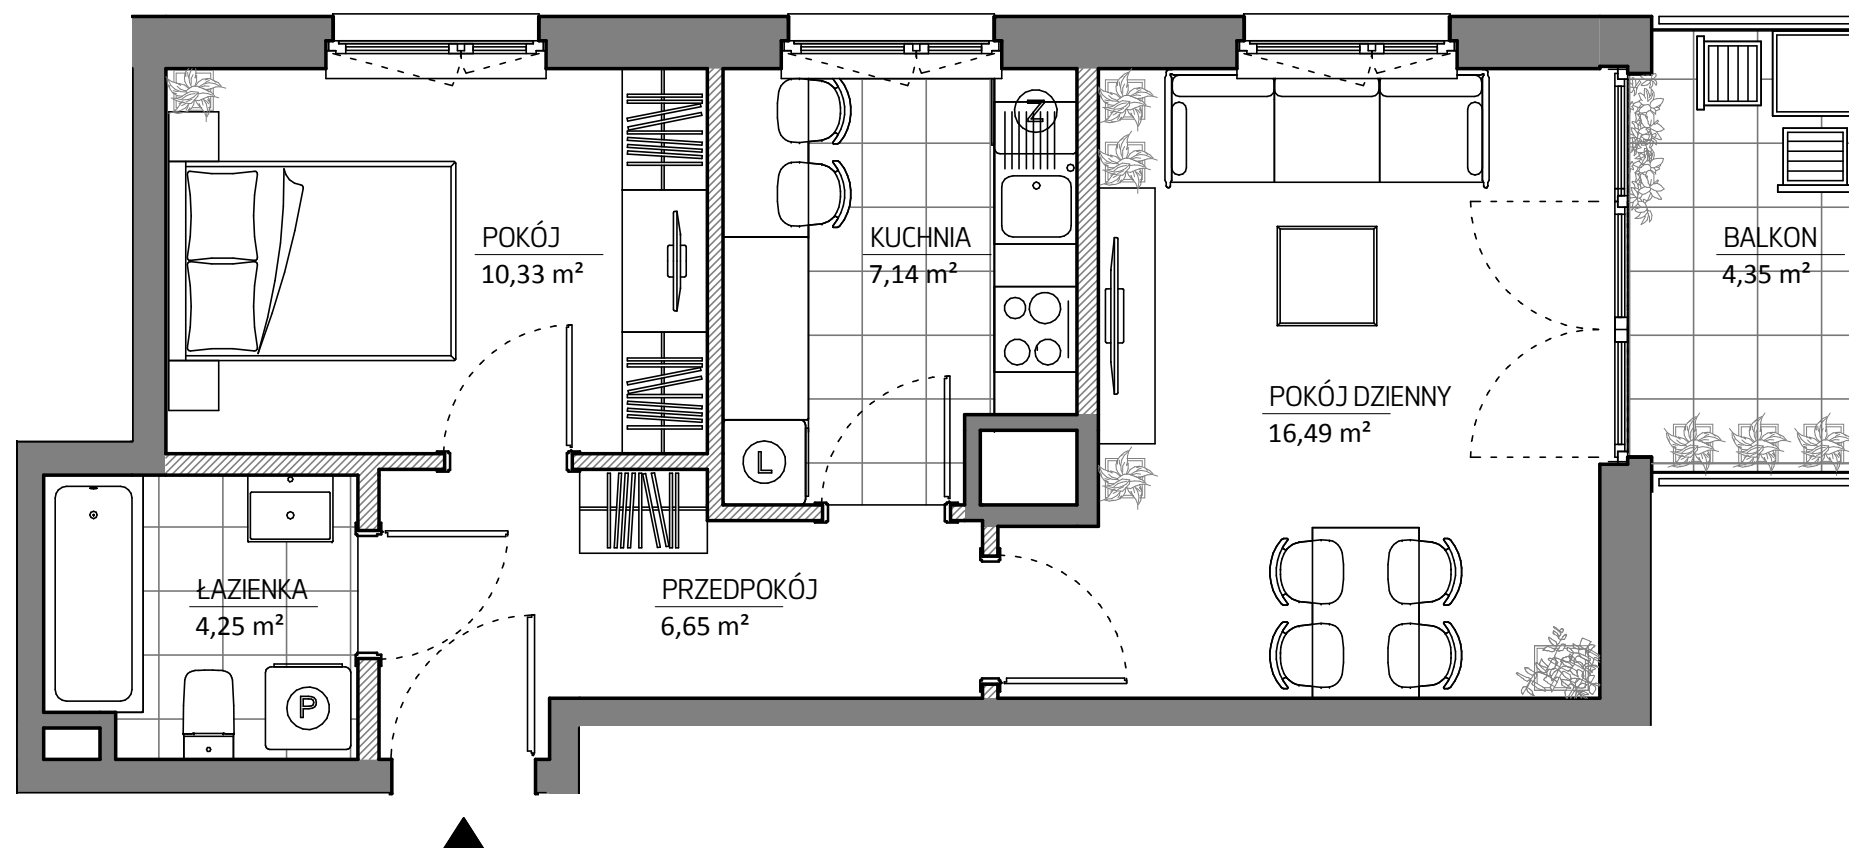 Z
POKÓJ
10,33 m²
KUCHNIA
7,14 m²
BALKON
4,35 m²
POKÓJ DZIENNY
16,49 m²
L
ŁAZIENKA
4,25 m²
PRZEDPOKÓJ
6,65 m²
P